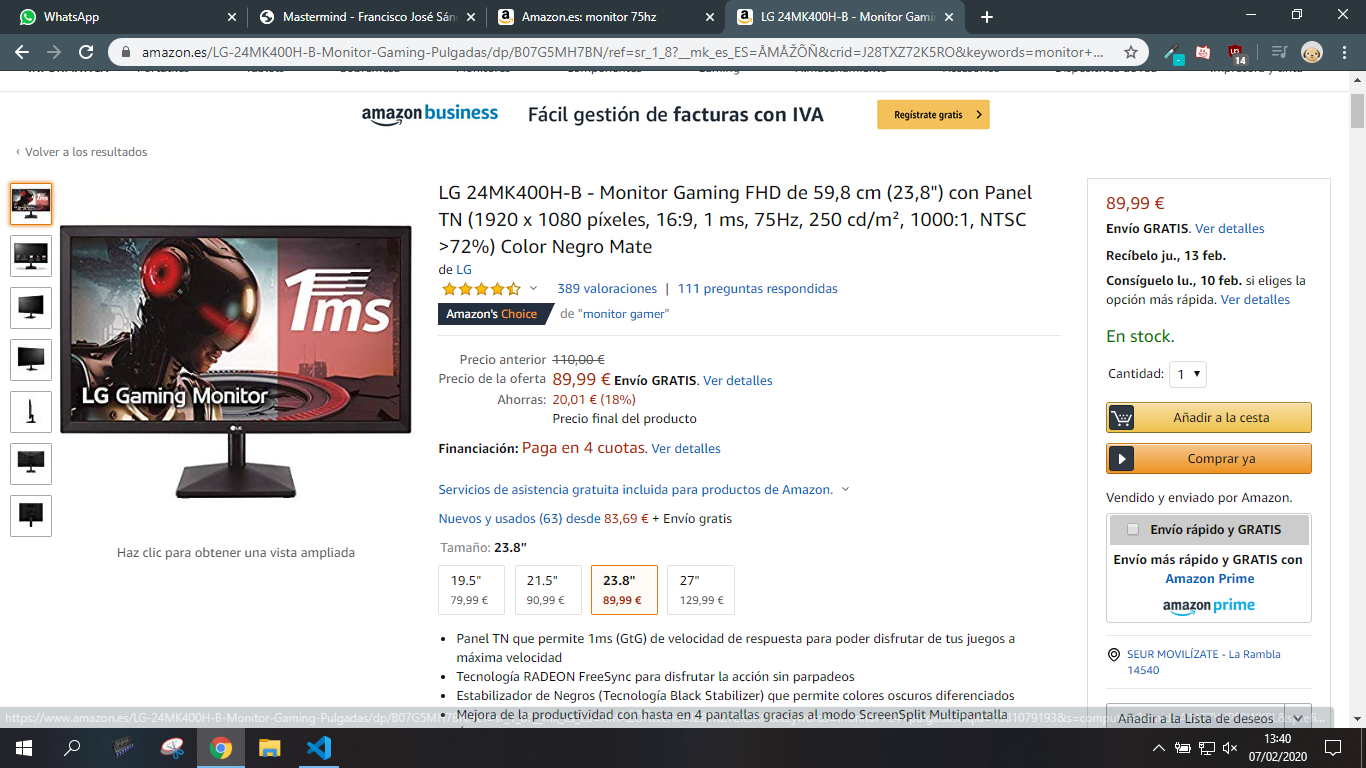 WhatsApp
Mastermind - Francisco José Sán
Amazon.es: monitor 75hz
LG 24MK400H-B - Monitor Gami
amazon.es/LG-24MK400H-B-Monitor-Gaming-Pulgadas/dp/B07G5MH7BN/ref=sr_1_8?__mk_es_ES=ÅMÅŽÕÑ&crid=J28TXZ72K5RO&keywords=monitor+...
14
amazon business
Fácil gestión de facturas con IVA
Regístrate gratis
‹ Volver a los resultados
LG 24MK400H-B - Monitor Gaming FHD de 59,8 cm (23,8") con Panel
TN (1920 x 1080 píxeles, 16:9, 1 ms, 75Hz, 250 cd/m², 1000:1, NTSC
>72%) Color Negro Mate
de LG
389 valoraciones | 111 preguntas respondidas
Amazon's Choice de "monitor gamer"
1ms
LG Gaming Monitor
LG
Haz clic para obtener una vista ampliada
Precio anterior 110,00 €
Precio de la oferta 89,99 € Envío GRATIS. Ver detalles
Ahorras: 20,01 € (18%)
Precio final del producto
Financiación: Paga en 4 cuotas. Ver detalles
Servicios de asistencia gratuita incluida para productos de Amazon.
Nuevos y usados (63) desde 83,69 € + Envío gratis
Tamaño: 23.8"
19.5" 21.5" 23.8" 27"
79,99 € 90,99 € 89,99 € 129,99 €
• Panel TN que permite 1ms (GtG) de velocidad de respuesta para poder disfrutar de tus juegos a
máxima velocidad
• Tecnología RADEON FreeSync para disfrutar la acción sin parpadeos
• Estabilizador de Negros (Tecnología Black Stabilizer) que permite colores oscuros diferenciados
• Mejora de la productividad con hasta en 4 pantallas gracias al modo ScreenSplit Multipantalla
89,99 €
Envío GRATIS. Ver detalles
Recíbelo ju., 13 feb.
Consíguelo lu., 10 feb. si eliges la
opción más rápida. Ver detalles
En stock.
Cantidad: 1
Añadir a la cesta
Comprar ya
Vendido y enviado por Amazon.
Envío rápido y GRATIS
Envío más rápido y GRATIS con
Amazon Prime
amazon prime
SEUR MOVILÍZATE - La Rambla
14540
Añadir a la Lista de deseos
https://www.amazon.es/LG-24MK400H-B-Monitor-Gaming-Pulgadas/dp/B07G5M
13:40
07/02/2020